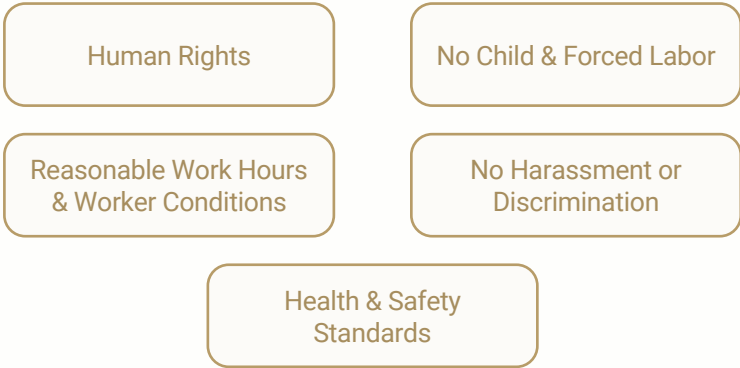 Human Rights
No Child & Forced Labor
Reasonable Work Hours
& Worker Conditions
No Harassment or
Discrimination
Health & Safety
Standards